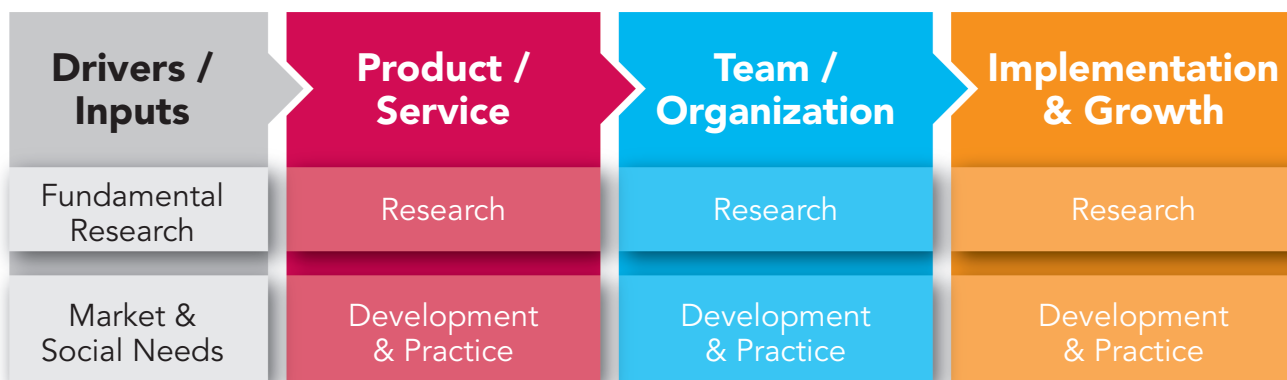 Drivers /
Inputs
Product /
Service
Team /
Organization
Implementation
& Growth
Fundamental
Research
Research
Research
Research
Market &
Social Needs
Development
& Practice
Development
& Practice
Development
& Practice